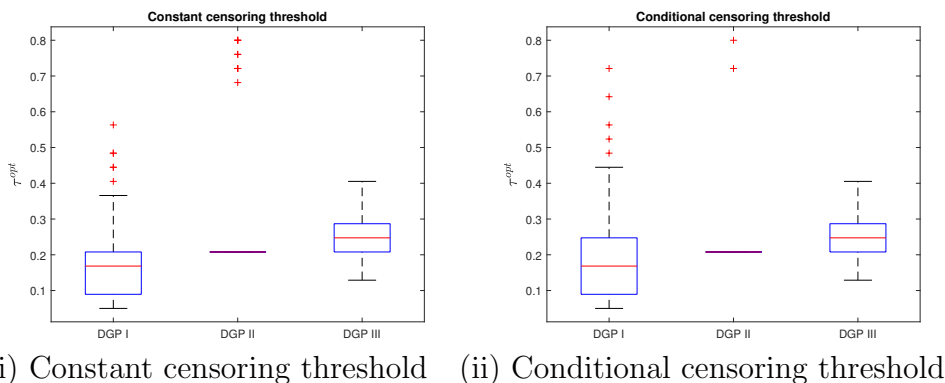 Constant censoring threshold
0.8
0.7
0.6
0.5
0.4
0.3
0.2
0.1
τ^opt
DGP I DGP II DGP III
Conditional censoring threshold
0.8
0.7
0.6
0.5
0.4
0.3
0.2
0.1
τ^opt
DGP I DGP II DGP III
i) Constant censoring threshold (ii) Conditional censoring threshold